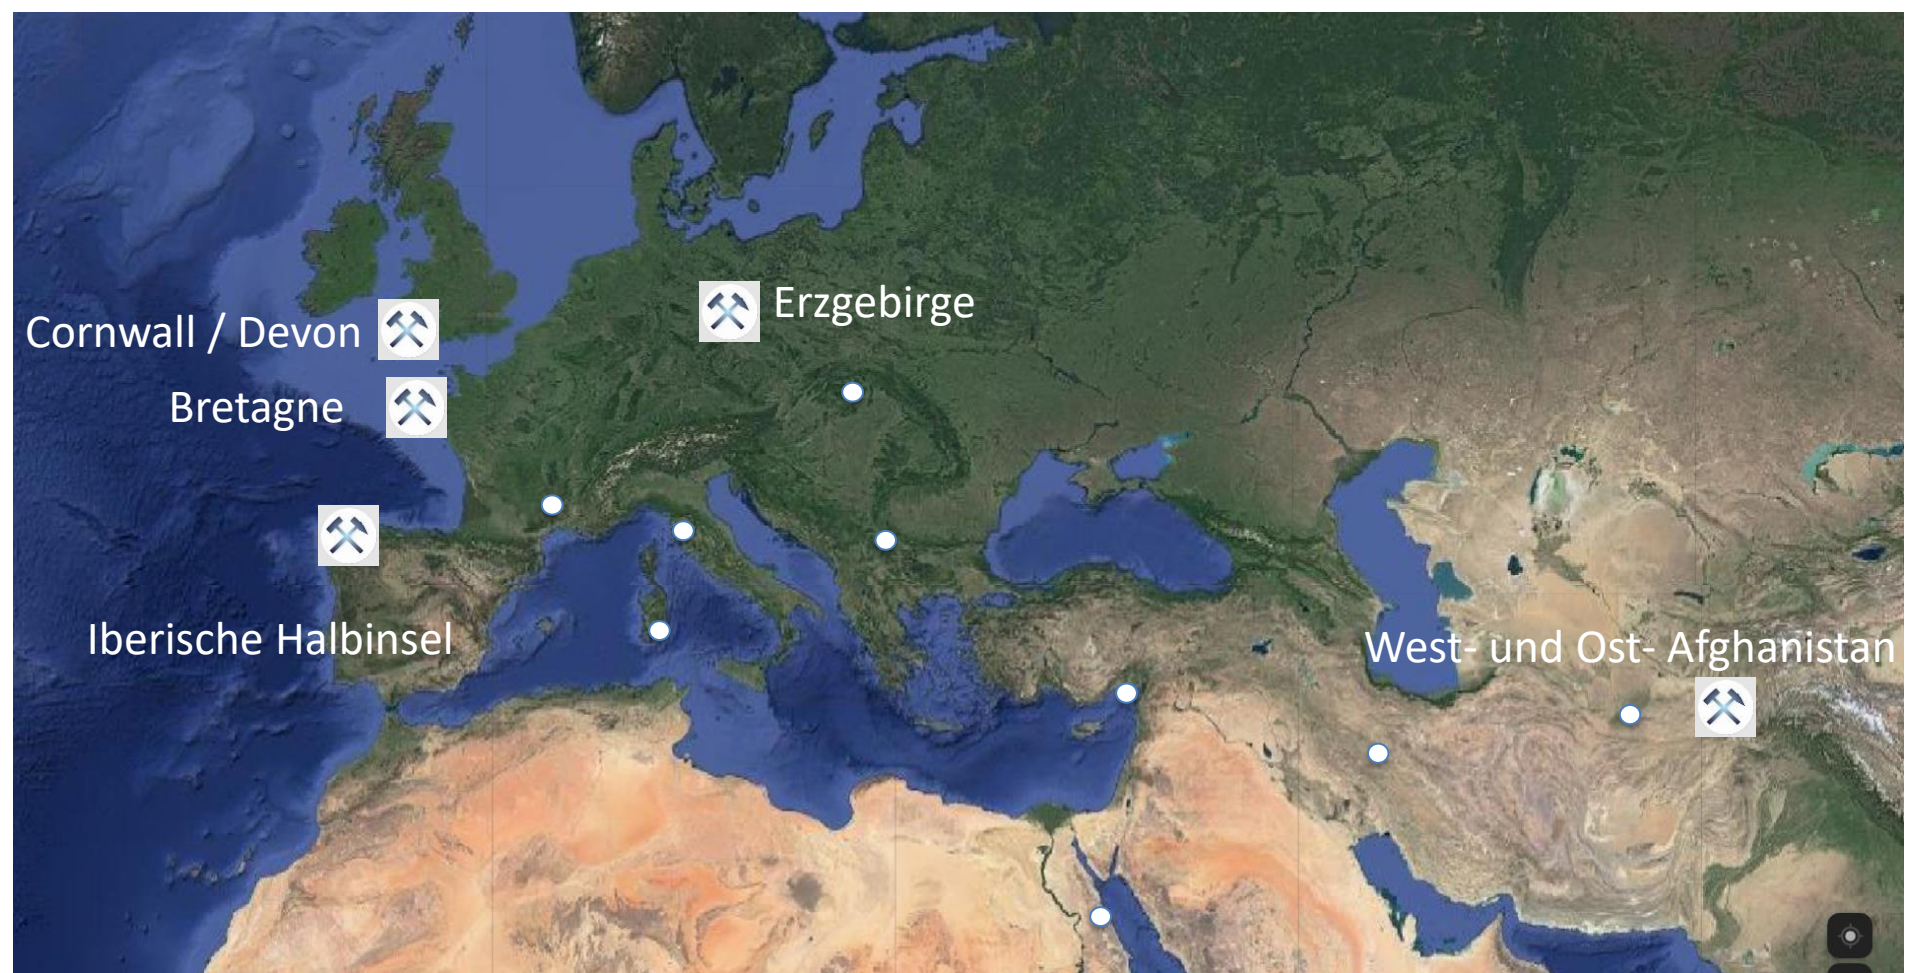 Erzgebirge
Cornwall / Devon
Bretagne
Iberische Halbinsel
West- und Ost- Afghanistan